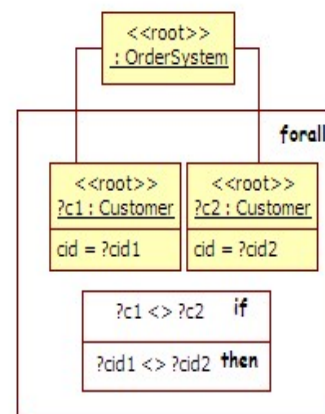 <<root>>
: OrderSystem
forall
<<root>>
?c1 : Customer
cid = ?cid1
<<root>>
?c2 : Customer
cid = ?cid2
?c1 <> ?c2 if
?cid1 <> ?cid2 then